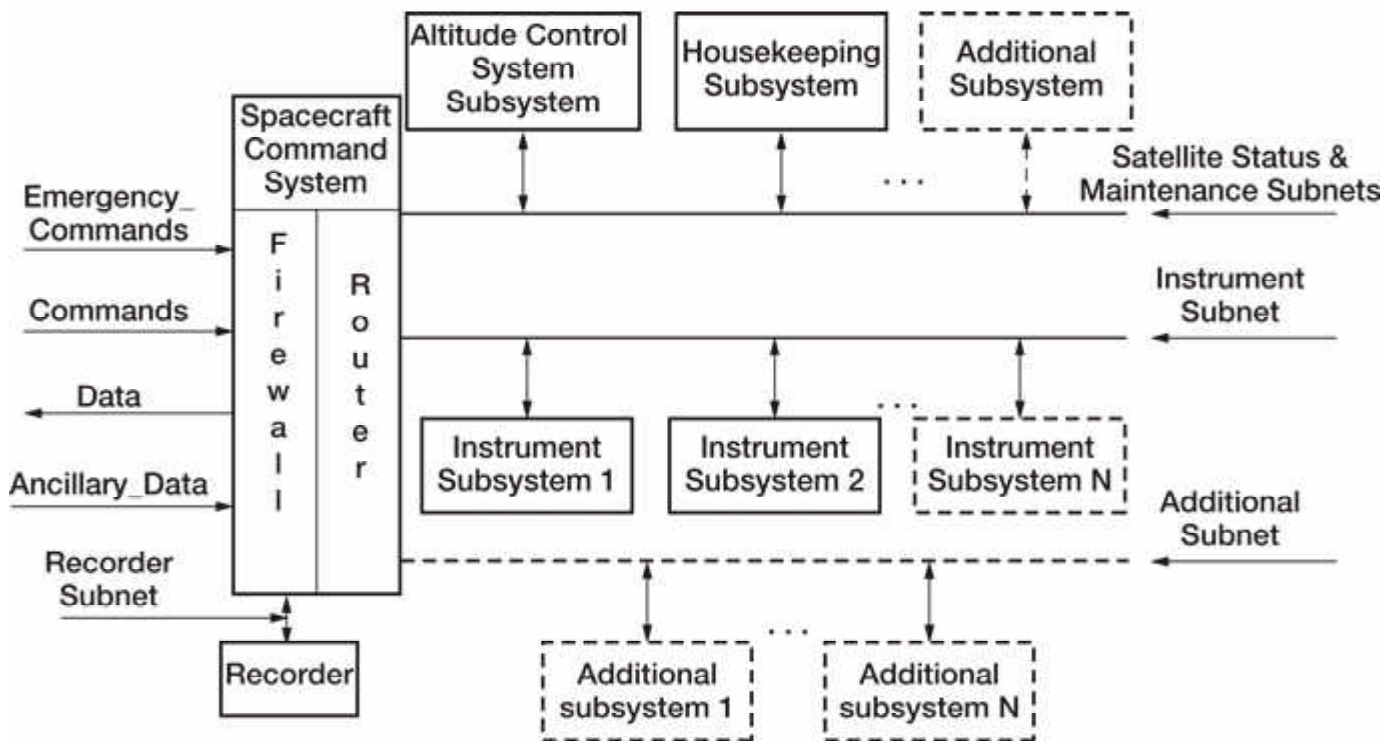 Altitude Control
System
Subsystem
Housekeeping
Subsystem
Additional
Subsystem
Spacecraft
Command
System
Satellite Status &
Maintenance Subnets
. . .
Emergency_
Commands
Firewall
Router
Instrument
Subnet
Commands
Data
. . .
Instrument
Subsystem 1
Instrument
Subsystem 2
Instrument
Subsystem N
Ancillary_Data
Additional
Subnet
Recorder
Subnet
Recorder
. . .
Additional
subsystem 1
Additional
subsystem N